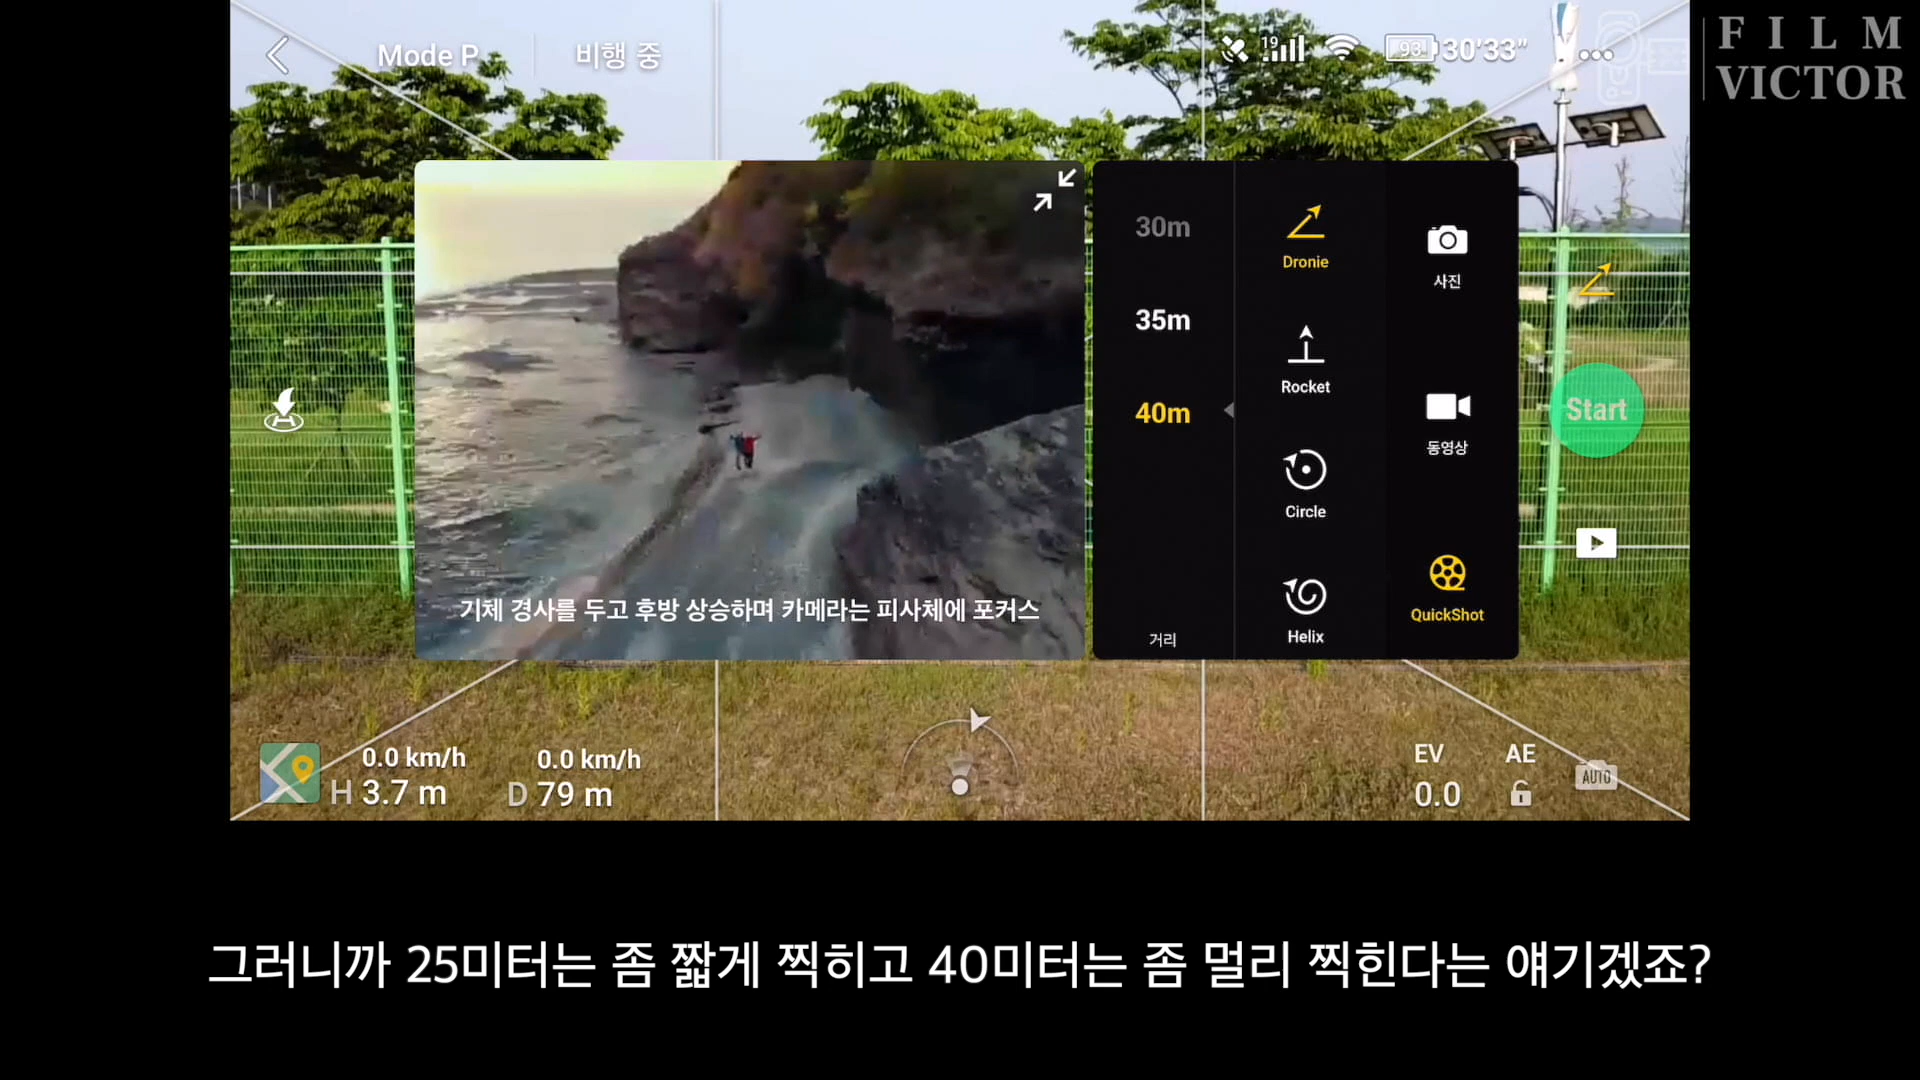 Mode P
비행 중
19
93
30'33"
FILM
VICTOR
30m
35m
40m
거리
Dronie
Rocket
Circle
Helix
사진
동영상
QuickShot
Start
기체 경사를 두고 후방 상승하며 카메라는 피사체에 포커스
0.0 km/h
H 3.7 m
0.0 km/h
D 79 m
EV
0.0
AE
AUTO
그러니까 25미터는 좀 짧게 찍히고 40미터는 좀 멀리 찍힌다는 얘기겠죠?